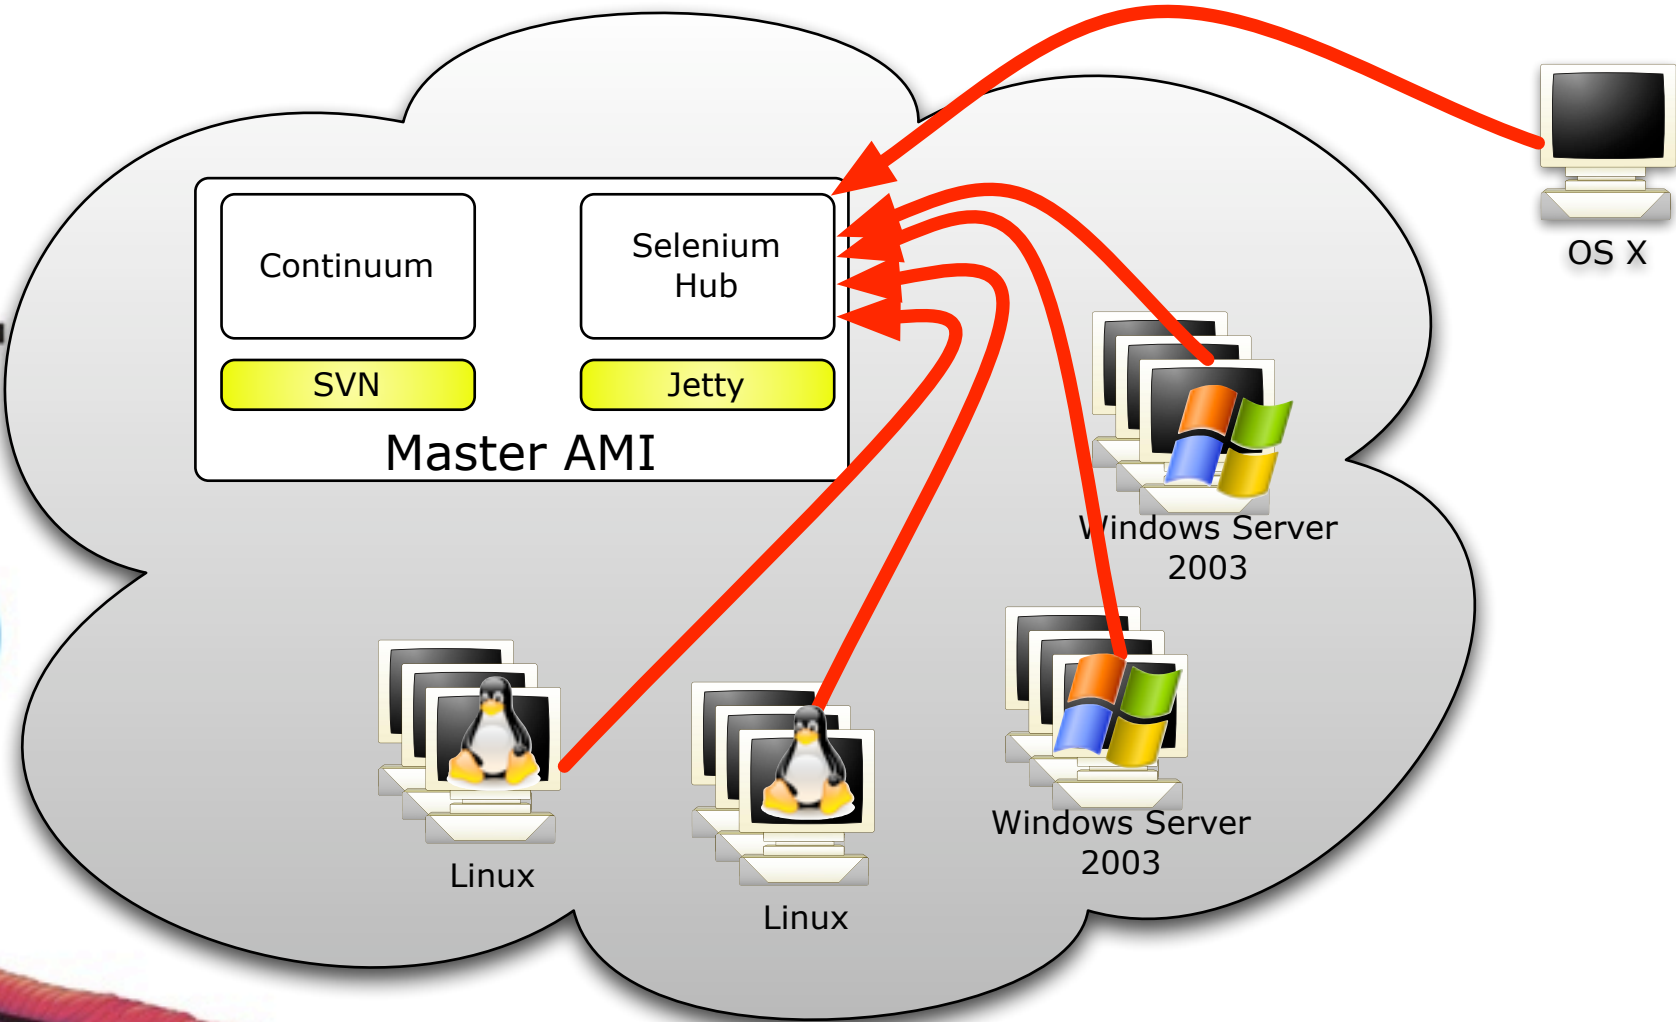 Continuum
Selenium
Hub
SVN
Jetty
Master AMI
OS X
Windows Server
2003
Windows Server
2003
Linux
Linux